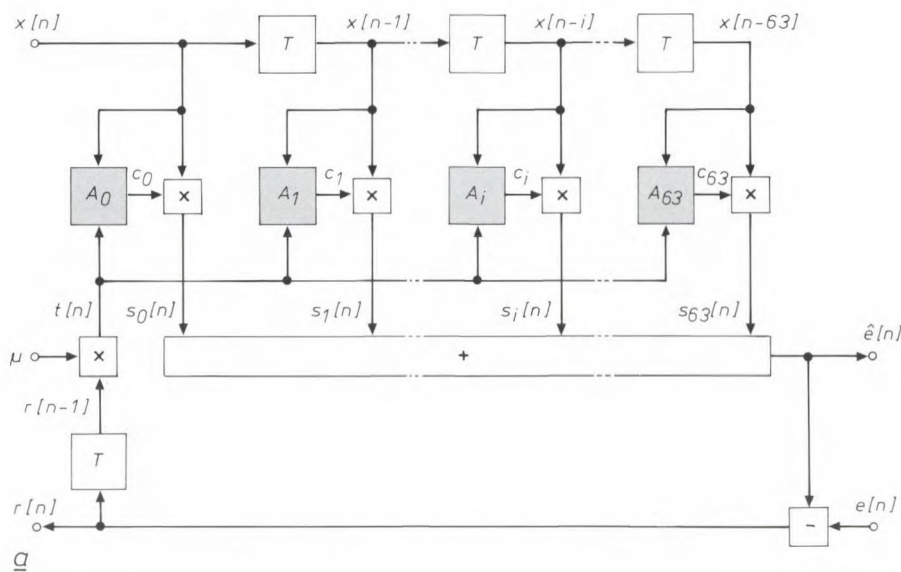 x[n] T x[n-1] T x[n-i] T x[n-63]
A0 c0 × A1 c1 × Ai ci × A63 c63 ×
t[n] s0[n] s1[n] si[n] s63[n]
μ × + ê[n]
r[n-1]
T
r[n] - e[n]
a